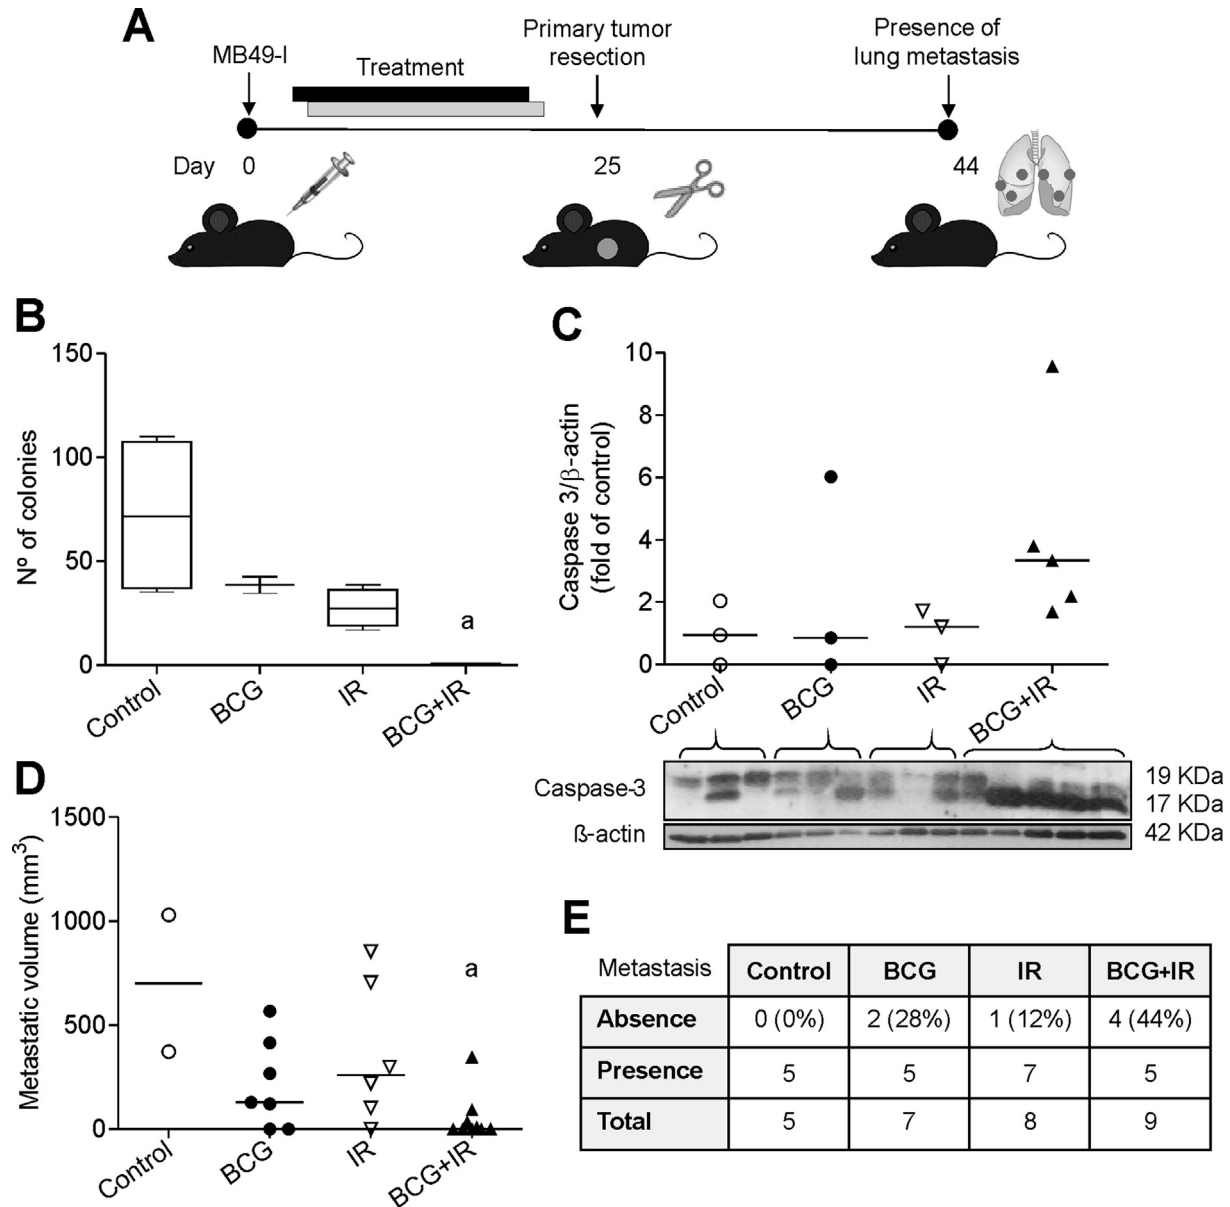 A
MB49-I
Treatment
Primary tumor
resection
Presence of
lung metastasis
Day 0 25 44
B
Nº of colonies
150
100
50
0
a
Control
BCG
IR
BCG+IR
C
Caspase 3/β-actin
(fold of control)
10
8
6
4
2
0
Control
BCG
IR
BCG+IR
Caspase-3
19 KDa
17 KDa
ß-actin
42 KDa
D
Metastatic volume (mm³)
1500
1000
500
0
a
Control
BCG
IR
BCG+IR
E
Metastasis Control BCG IR BCG+IR
Absence 0 (0%) 2 (28%) 1 (12%) 4 (44%)
Presence 5 5 7 5
Total 5 7 8 9